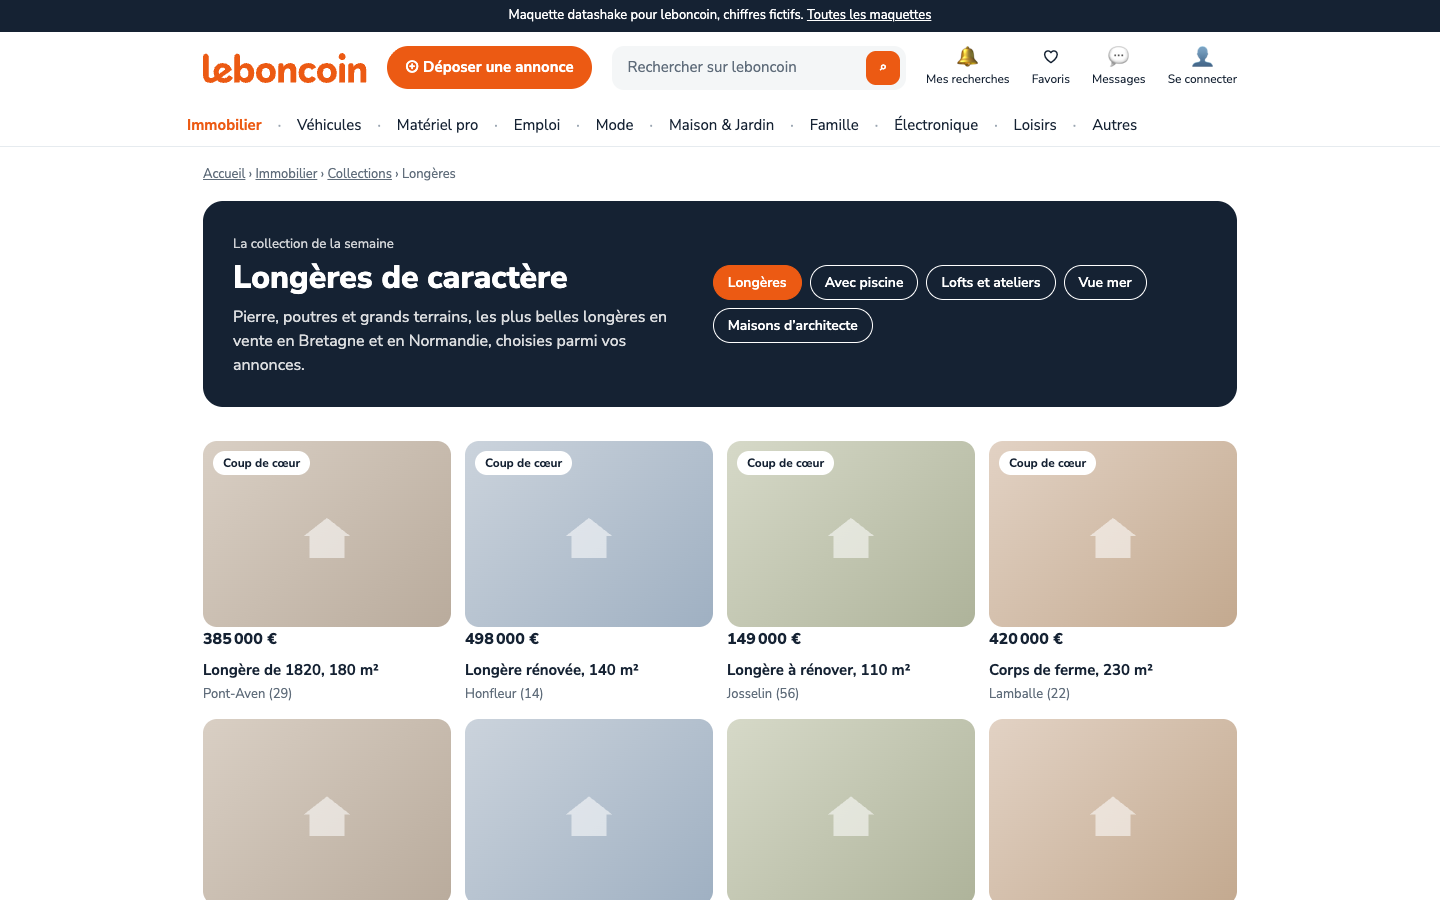 Maquette datashake pour leboncoin, chiffres fictifs. Toutes les maquettes
leboncoin
Déposer une annonce
Rechercher sur leboncoin
Mes recherches
Favoris
Messages
Se connecter
Immobilier · Véhicules · Matériel pro · Emploi · Mode · Maison & Jardin · Famille · Électronique · Loisirs · Autres
Accueil › Immobilier › Collections › Longères
La collection de la semaine
Longères de caractère
Pierre, poutres et grands terrains, les plus belles longères en
vente en Bretagne et en Normandie, choisies parmi vos
annonces.
Longères
Avec piscine
Lofts et ateliers
Vue mer
Maisons d’architecte
Coup de cœur
385 000 €
Longère de 1820, 180 m²
Pont-Aven (29)
Coup de cœur
498 000 €
Longère rénovée, 140 m²
Honfleur (14)
Coup de cœur
149 000 €
Longère à rénover, 110 m²
Josselin (56)
Coup de cœur
420 000 €
Corps de ferme, 230 m²
Lamballe (22)